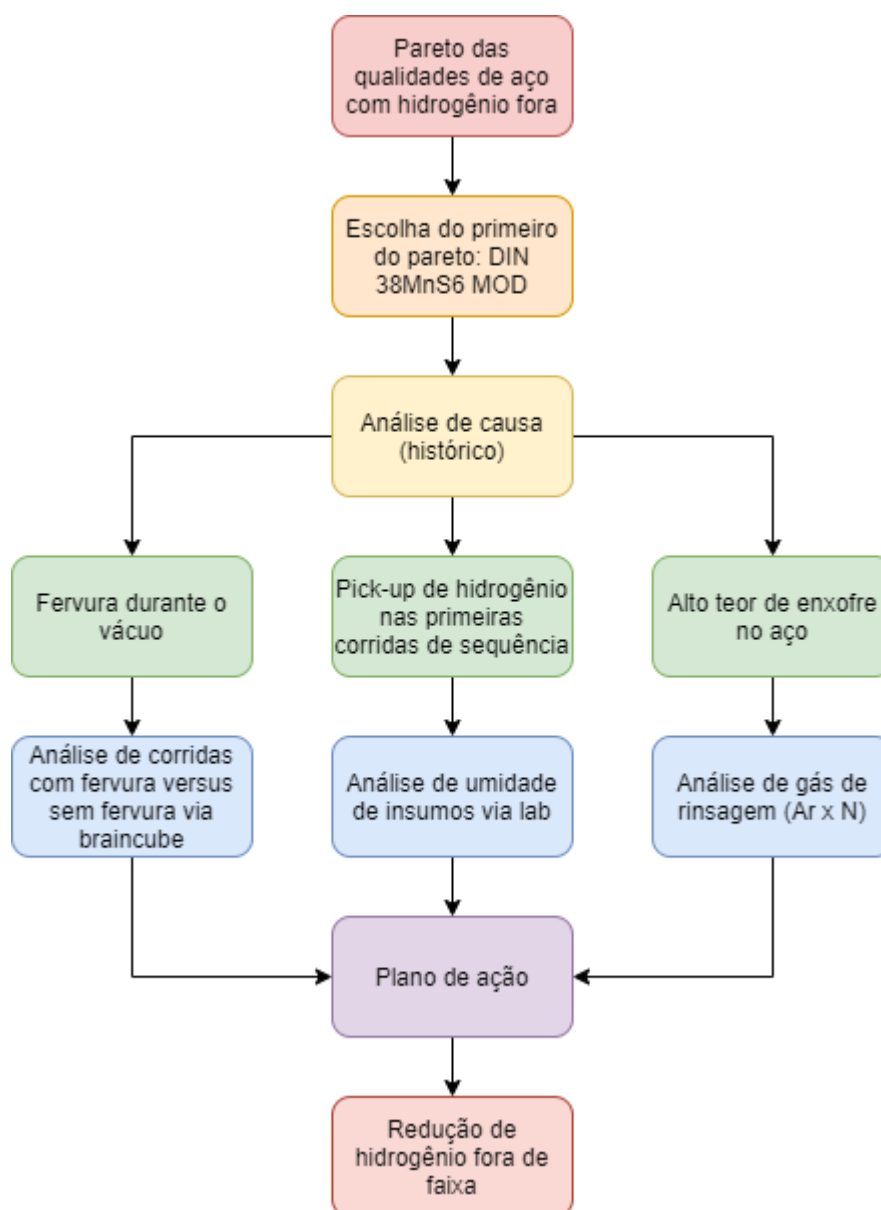 Pareto das
qualidades de aço
com hidrogênio fora
Escolha do primeiro
do pareto: DIN
38MnS6 MOD
Análise de causa
(histórico)
Fervura durante o
vácuo
Pick-up de hidrogênio
nas primeiras
corridas de sequência
Alto teor de enxofre
no aço
Análise de corridas
com fervura versus
sem fervura via
braincube
Análise de umidade
de insumos via lab
Análise de gás de
rinsagem (Ar x N)
Plano de ação
Redução de
hidrogênio fora de
faixa